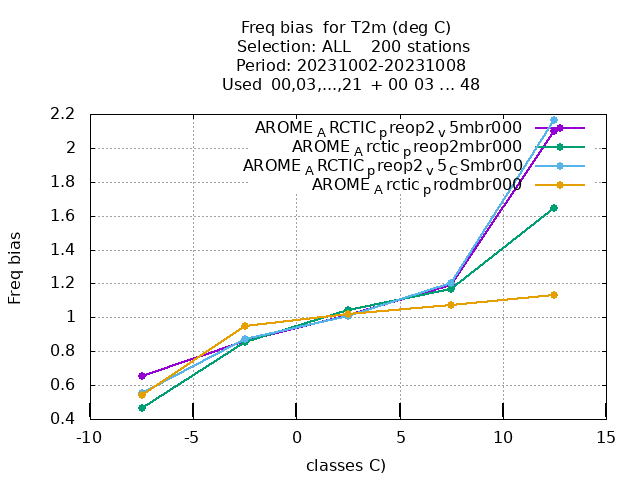 Freq bias  for T2m (deg C)
Selection: ALL    200 stations
Period: 20231002-20231008
Used  00,03,...,21  + 00 03 ... 48
AROME_ARCTIC_preop2_v5mbr000
AROME_Arctic_preop2mbr000
AROME_ARCTIC_preop2_v5_CSmbr00
AROME_Arctic_prodmbr000
2.2
2
1.8
1.6
1.4
1.2
1
0.8
0.6
0.4
Freq bias
-10 -5 0 5 10 15
classes C)